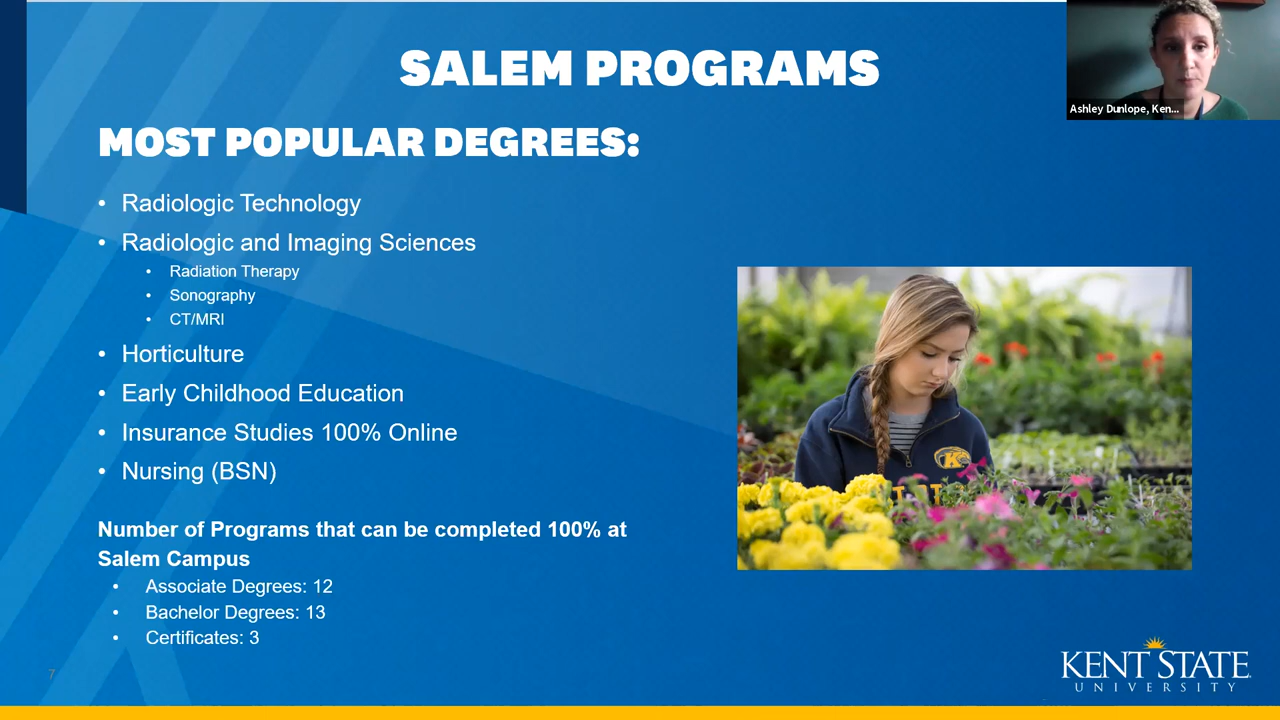 SALEM PROGRAMS
Ashley Dunlope, Ken...
MOST POPULAR DEGREES:
• Radiologic Technology
• Radiologic and Imaging Sciences
• Radiation Therapy
• Sonography
• CT/MRI
• Horticulture
• Early Childhood Education
• Insurance Studies 100% Online
• Nursing (BSN)
K
Number of Programs that can be completed 100% at
Salem Campus
• Associate Degrees: 12
• Bachelor Degrees: 13
• Certificates: 3
7
KENT STATE
UNIVERSITY